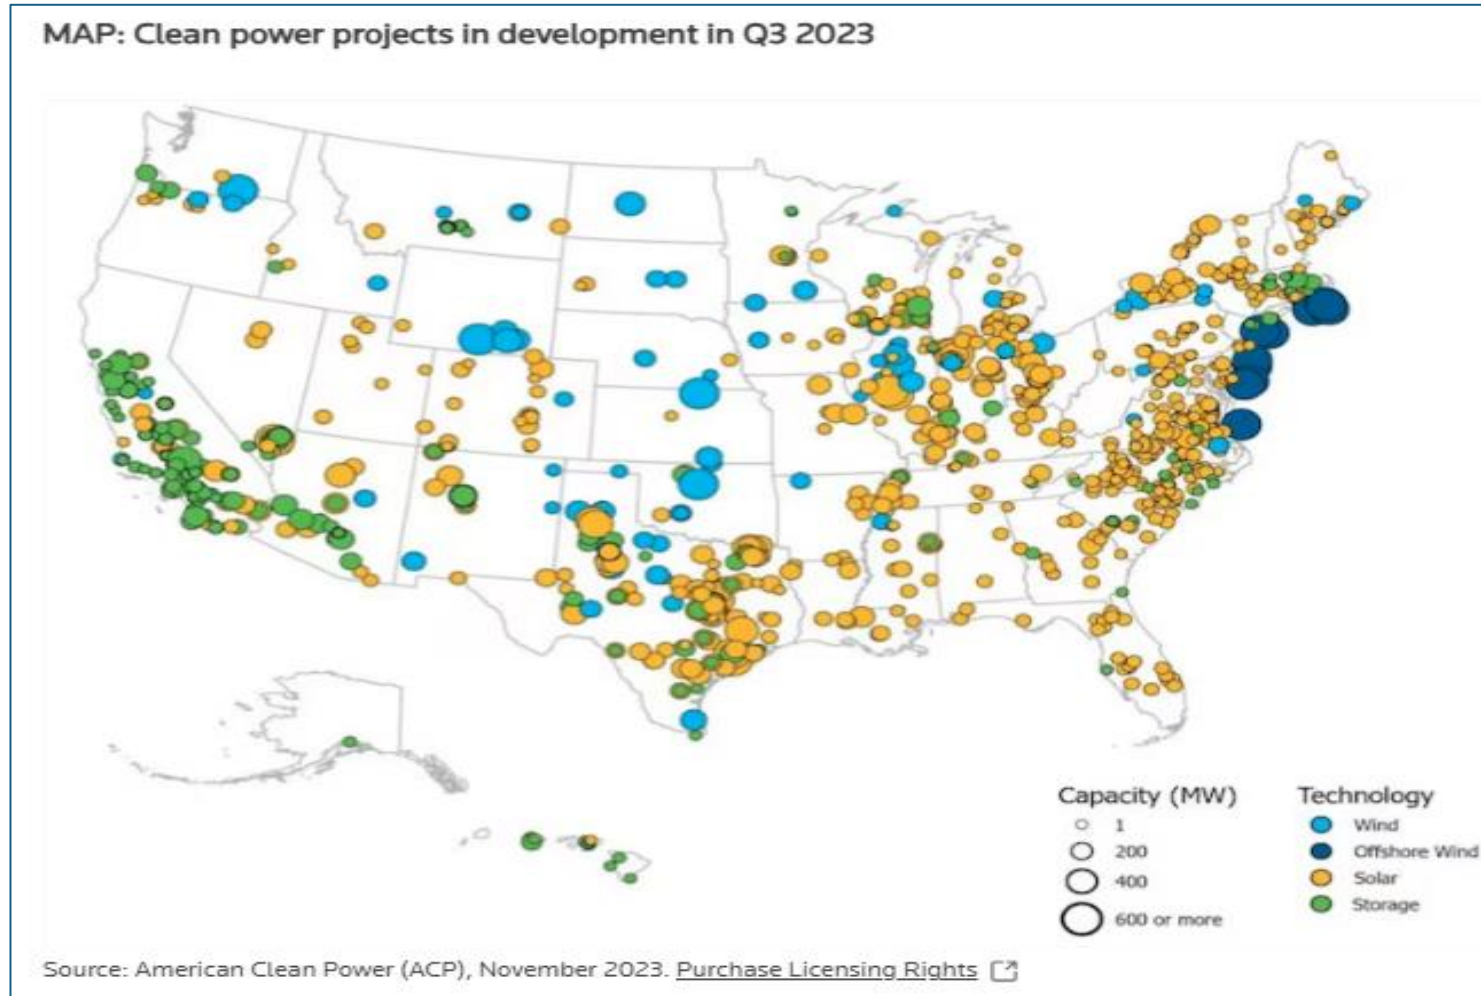 MAP: Clean power projects in development in Q3 2023
Capacity (MW)
1
200
400
600 or more
Technology
Wind
Offshore Wind
Solar
Storage
Source: American Clean Power (ACP), November 2023. Purchase Licensing Rights